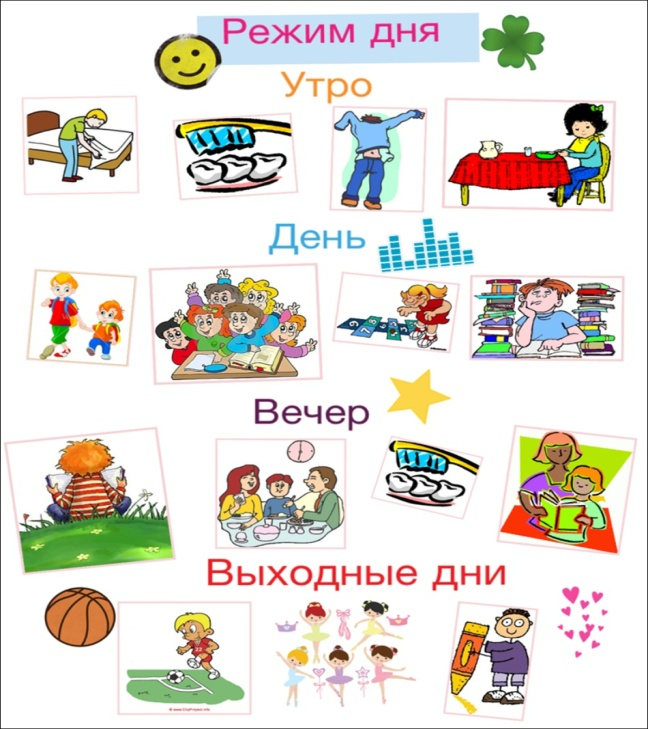 Режим дня
Утро
День
Вечер
Выходные дни